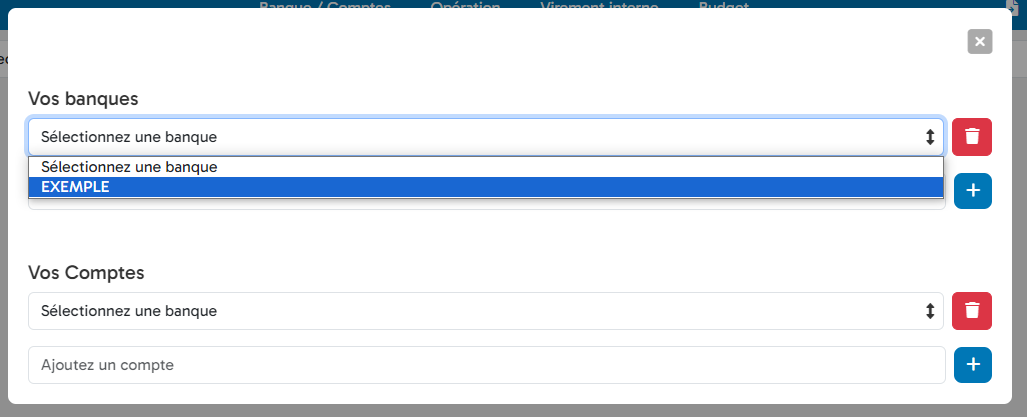 Banque / Comptes Opération Virement interne Budget
Vos banques
Sélectionnez une banque
Sélectionnez une banque
EXEMPLE
Vos Comptes
Sélectionnez une banque
Ajoutez un compte